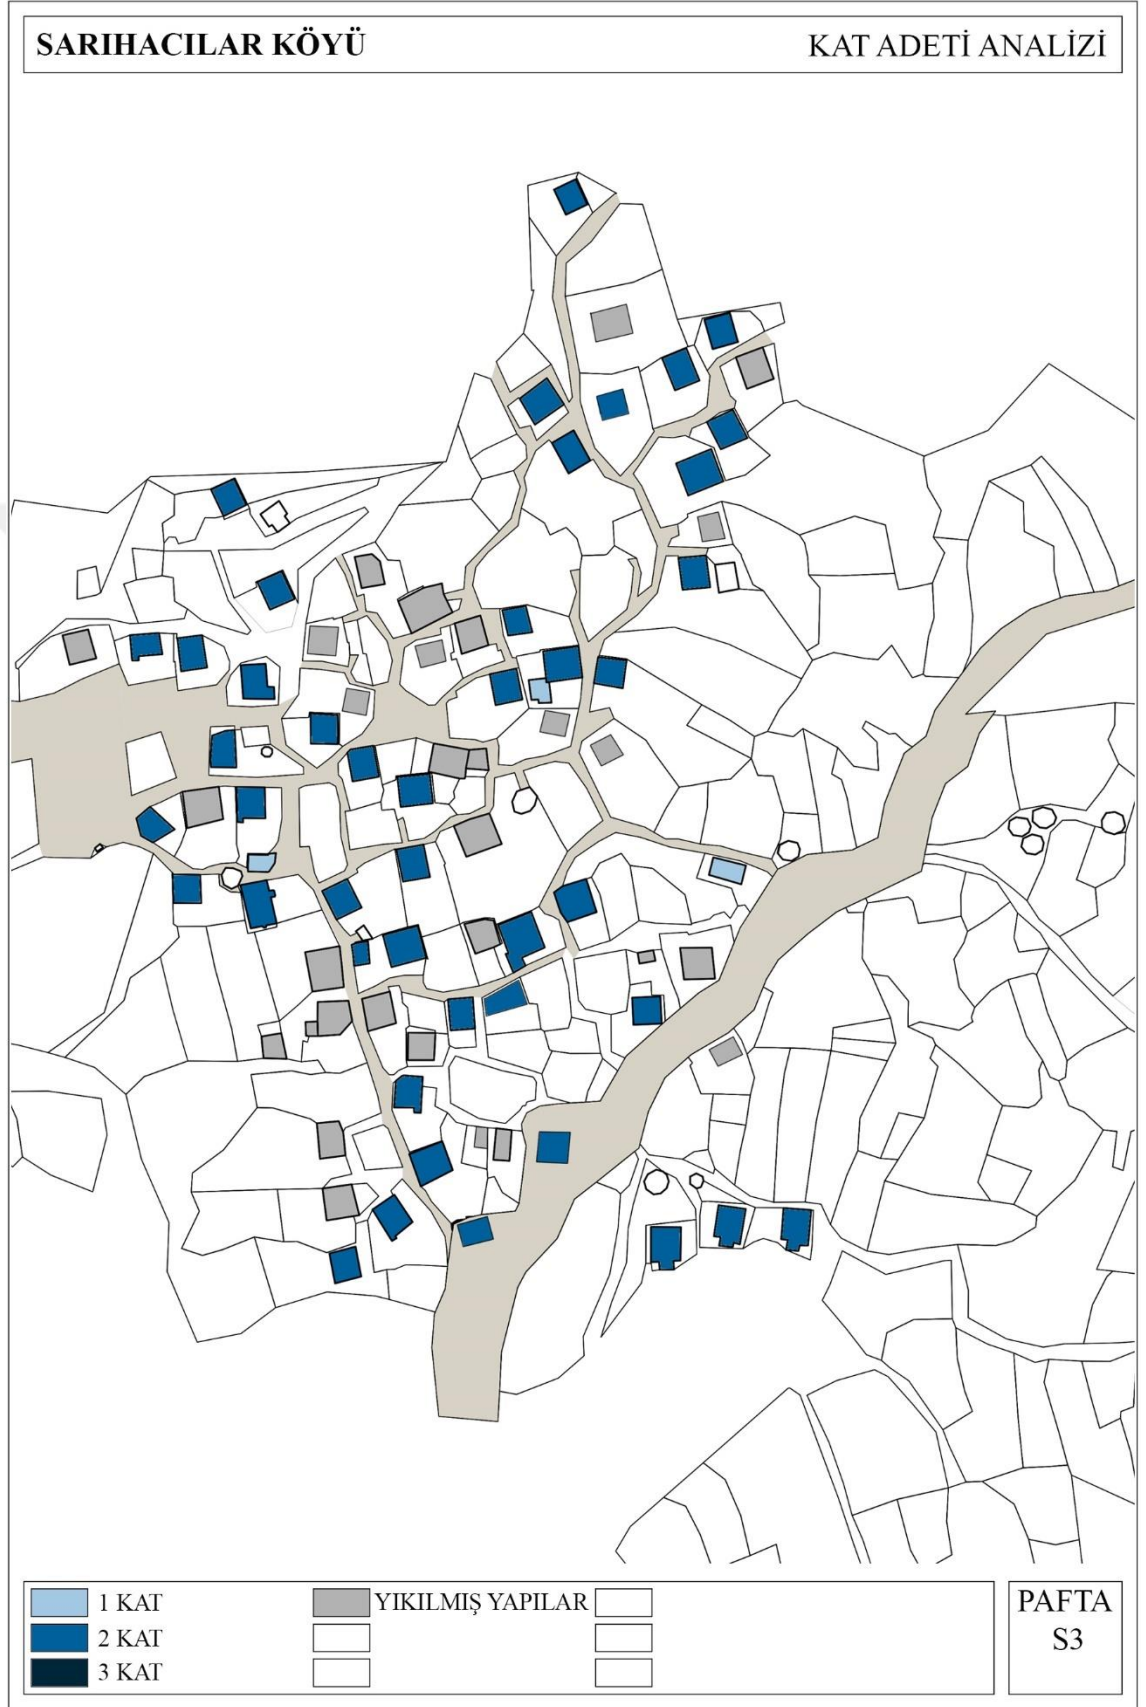 SARIHACILAR KÖYÜ
KAT ADETİ ANALİZİ
1 KAT
2 KAT
3 KAT
YIKILMIŞ YAPILAR
PAFTA
S3